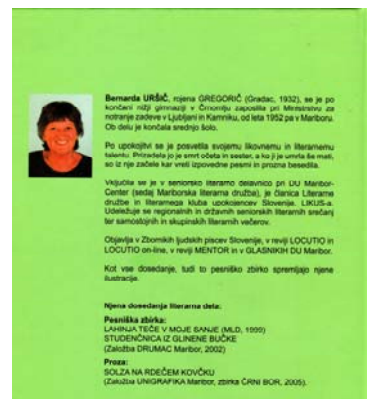 Bernarda URŠIČ, rojena GREGORIČ (Gradac, 1932), se je po
končani nižji gimnaziji v Črnomlju zaposlila pri Ministrstvu za
notranje zadeve v Ljubljani in Kamniku, od leta 1952 pa v Mariboru.
Ob delu je končala srednjo šolo.
Po upokojitvi se je posvetila svojemu likovnemu in literarnemu
talentu. Prizadela jo je smrt očeta in sester, a ko ji je umrla še mati,
so iz nje začele kar vreti izpovedne pesmi in prozna besedila.
Vključila se je v seniorsko literarno delavnico pri DU Maribor-
Center (sedaj Mariborska literarna družba), je članica Literarne
družbe in literarnega kluba upokojencev Slovenije, LIKUS-a.
Udeležuje se regionalnih in državnih seniorskih literarnih srečanj
ter samostojnih in skupinskih literarnih večerov.
Objavlja v Zbornikih ljudskih piscev Slovenije, v reviji LOCUTIO in
LOCUTIO on-line, v reviji MENTOR in v GLASNIKIH DU Maribor.
Kot vse dosedanje, tudi to pesniško zbirko spremljajo njene
ilustracije.
Njena dosedanja literarna dela:
Pesniška zbirka:
LAHINJA TEČE V MOJE SANJE (MLD, 1999)
STUDENČNICA IZ GLINENE BUČKE
(Založba DRUMAC Maribor, 2002)
Proza:
SOLZA NA RDEČEM KOVČKU
(Založba UNIGRAFIKA Maribor, zbirka ČRNI BOR, 2005).